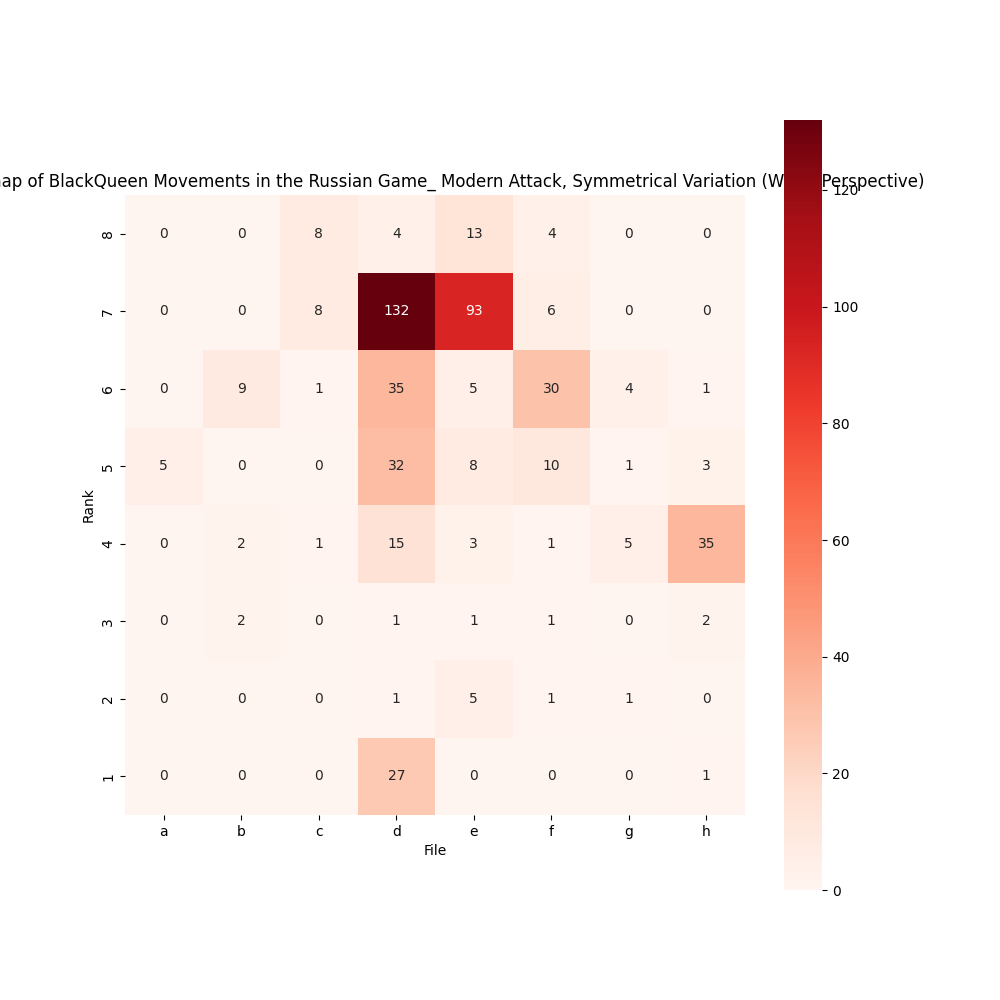 ap of BlackQueen Movements in the Russian Game_ Modern Attack, Symmetrical Variation (W Perspective)
8 0 0 8 4 13 4 0 0
7 0 0 8 132 93 6 0 0
6 0 9 1 35 5 30 4 1
5 5 0 0 32 8 10 1 3
4 0 2 1 15 3 1 5 35
3 0 2 0 1 1 1 0 2
2 0 0 0 1 5 1 1 0
1 0 0 0 27 0 0 0 1
a b c d e f g h
Rank
File
120
100
80
60
40
20
0